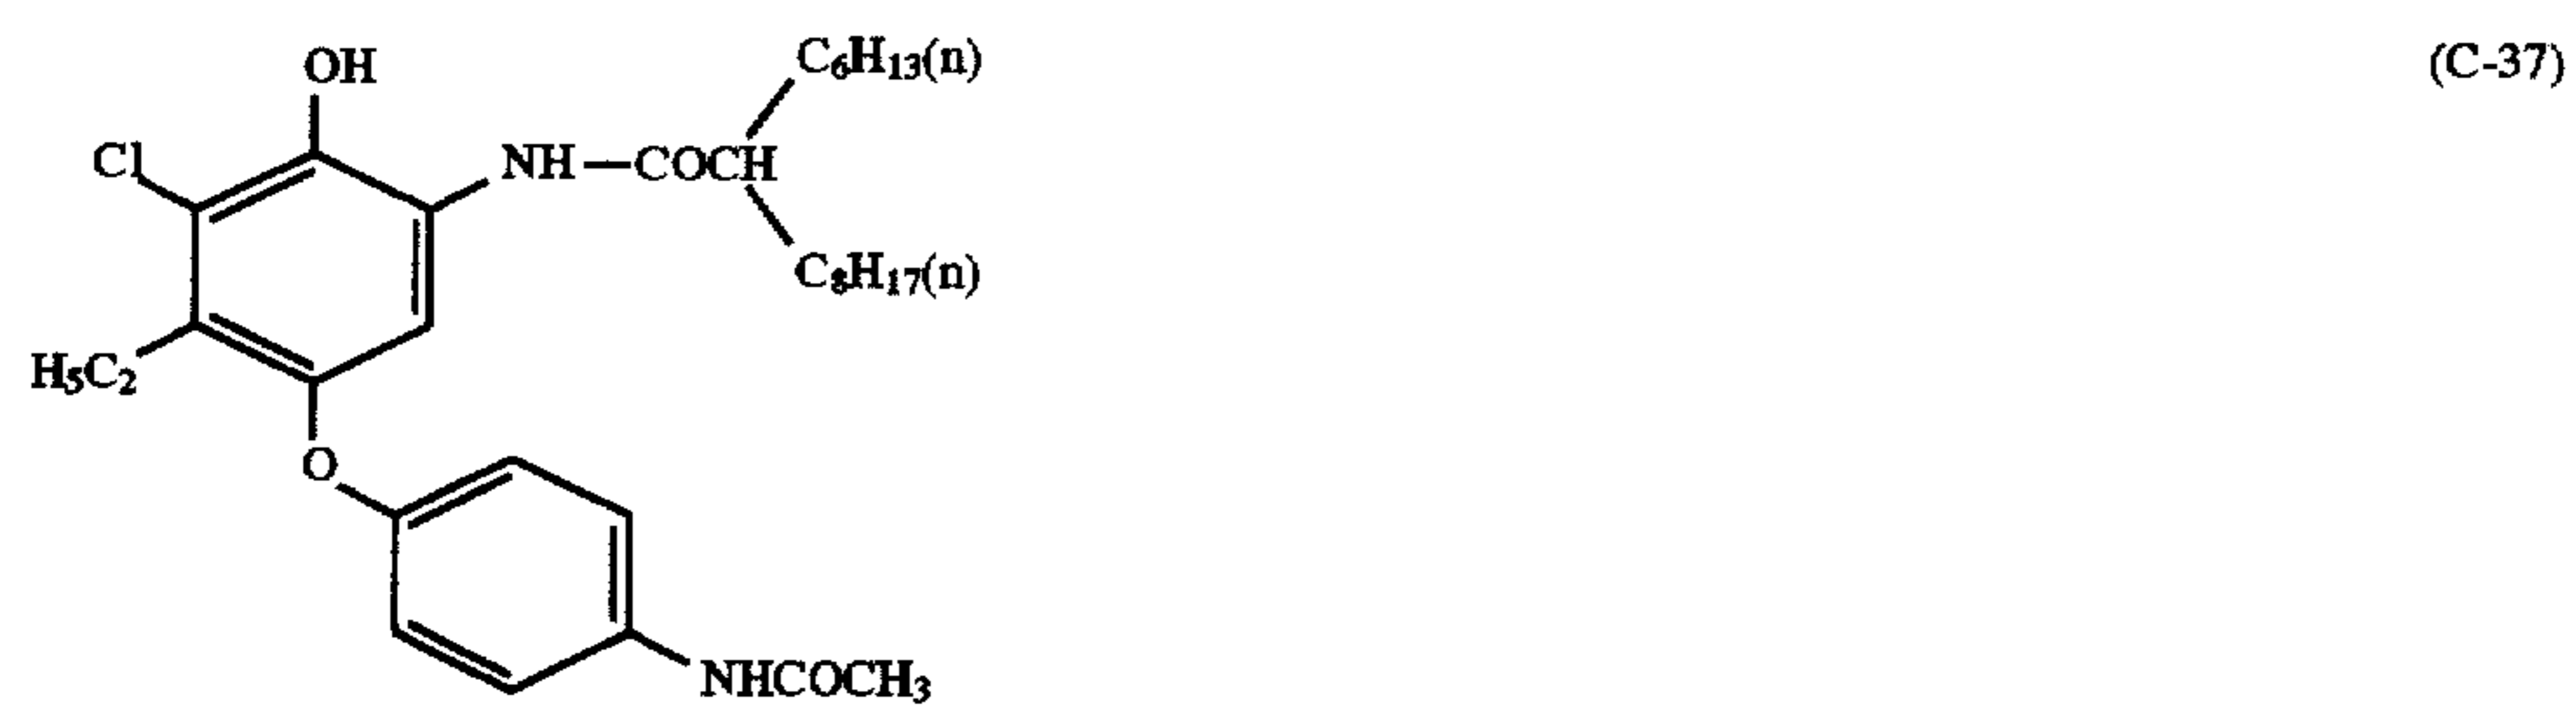 OH
C6H13(n)
(C-37)
Cl
NH—COCH
C8H17(n)
H5C2
O
NHCOCH3